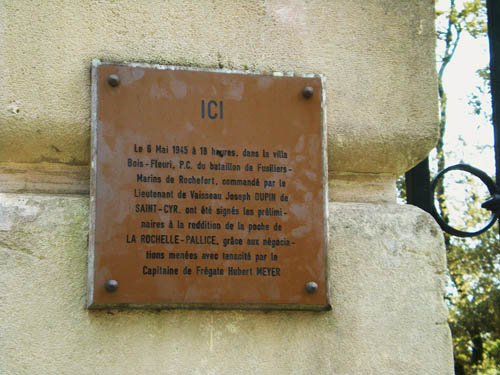 ICI
Le 6 Mai 1945 à 18 heures, dans la villa
Bois-Fleuri, P.C. du bataillon de Fusiliers-
Marins de Rochefort, commandé par le
Lieutenant de Vaisseau Joseph DUPIN de
SAINT-CYR, ont été signés les prélimi-
naires à la reddition de la poche de
LA ROCHELLE-PALLICE, grâce aux négocia-
tions menées avec tenacité par le
Capitaine de Frégate Hubert MEYER